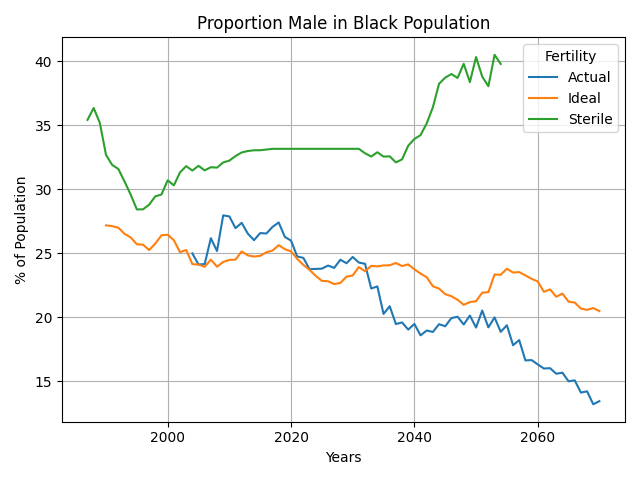 Proportion Male in Black Population
% of Population
40
35
30
25
20
15
Fertility
Actual
Ideal
Sterile
2000
2020
2040
2060
Years